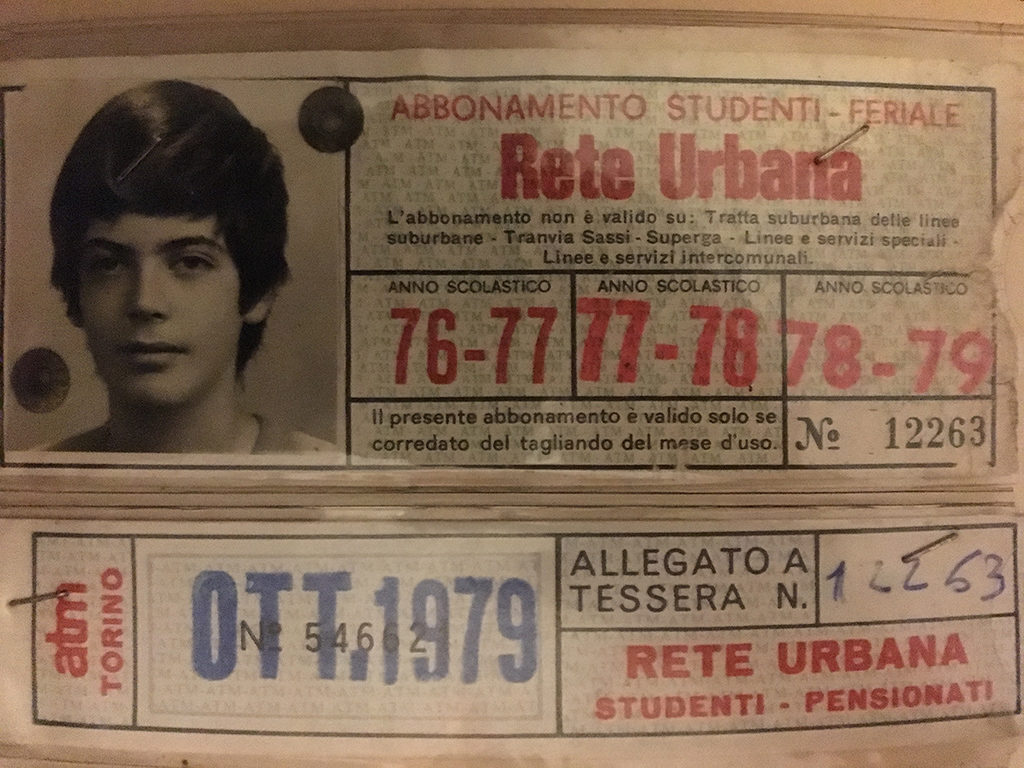 ABBONAMENTO STUDENTI - FERIALE
Rete Urbana
L'abbonamento non è valido su: Tratta suburbana delle linee
suburbane - Tranvia Sassi - Superga - Linee e servizi speciali -
Linee e servizi intercomunali.
ANNO SCOLASTICO
76-77
ANNO SCOLASTICO
77-78
ANNO SCOLASTICO
78-79
Il presente abbonamento è valido solo se
corredato del tagliando del mese d'uso.
No 12263
atm
TORINO
OTT.1979
No 54662
ALLEGATO A
TESSERA N.
12263
RETE URBANA
STUDENTI - PENSIONATI